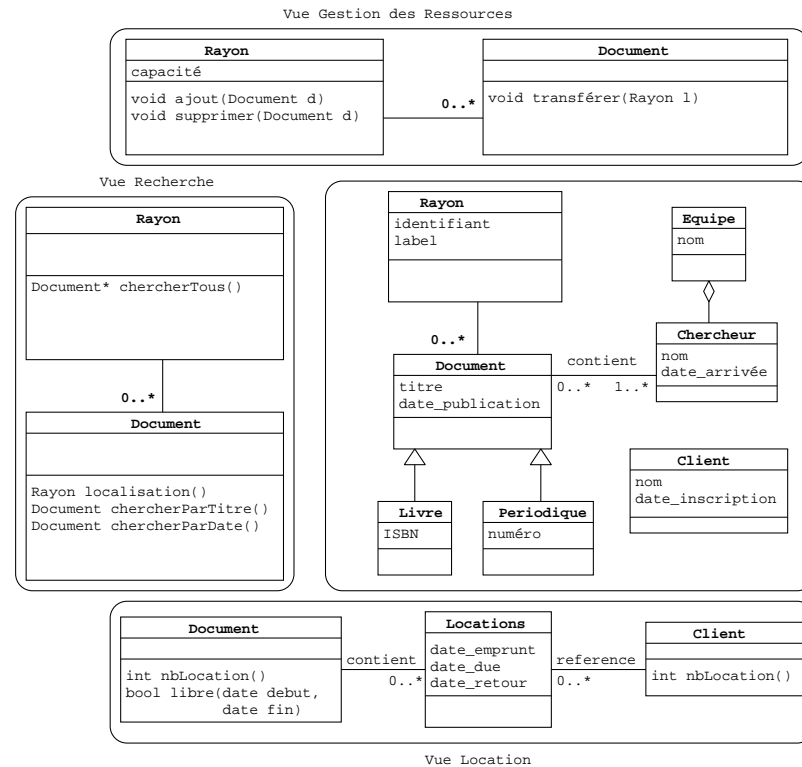 Vue Gestion des Ressources
Rayon
capacité
void ajout(Document d)
void supprimer(Document d)
0..*
Document
void transférer(Rayon l)
Vue Recherche
Rayon
Document* chercherTous()
0..*
Document
Rayon localisation()
Document chercherParTitre()
Document chercherParDate()
Rayon
identifiant
label
0..*
Document
titre
date_publication
contient
0..*
1..*
Equipe
nom
Chercheur
nom
date_arrivée
Client
nom
date_inscription
Livre
ISBN
Periodique
numéro
Document
int nbLocation()
bool libre(date debut,
date fin)
contient
0..*
Locations
date_emprunt
date_due
date_retour
reference
0..*
Client
int nbLocation()
Vue Location